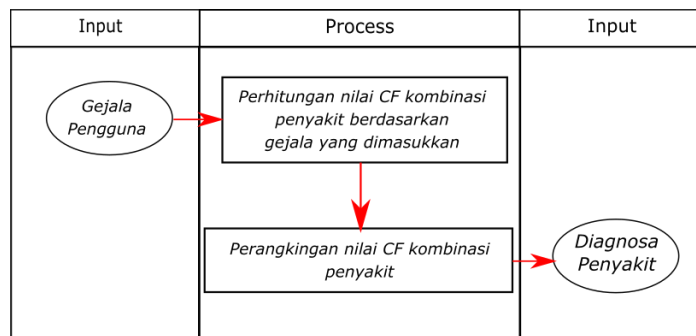 Input
Process
Input
Gejala
Pengguna
Perhitungan nilai CF kombinasi
penyakit berdasarkan
gejala yang dimasukkan
Perangkingan nilai CF kombinasi
penyakit
Diagnosa
Penyakit